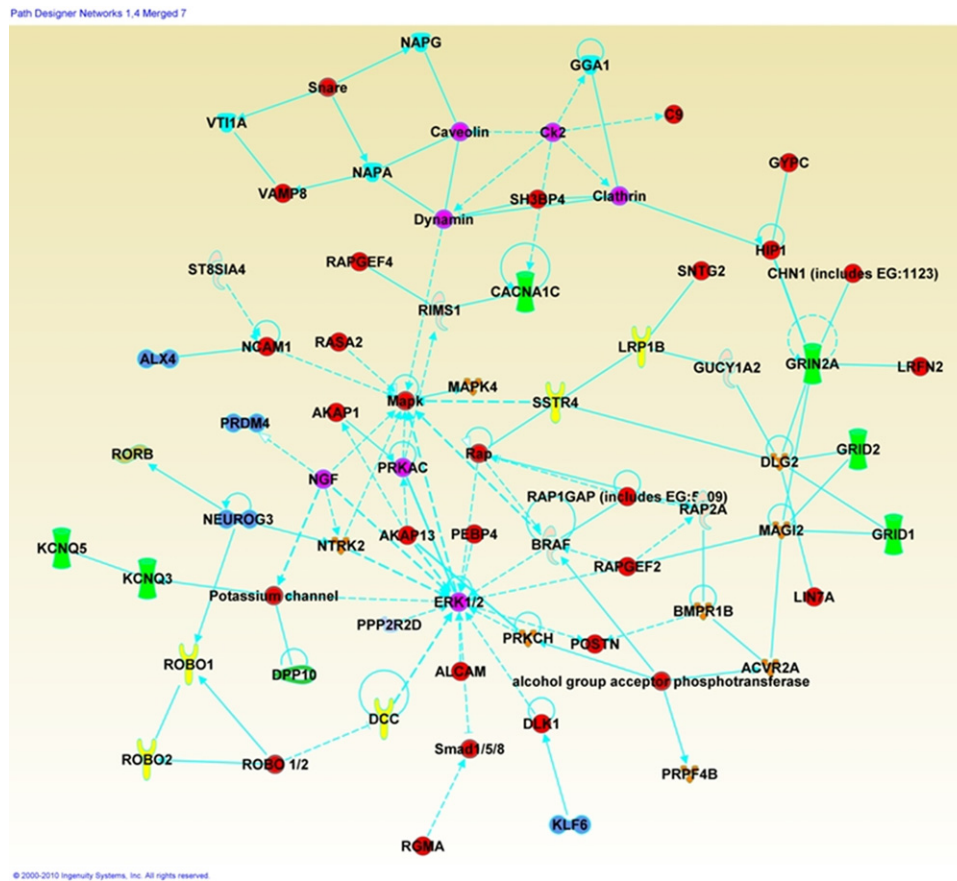 Path Designer Networks 1,4 Merged 7
NAPG
GGA1
Snare
C9
VTI1A
Caveolin
Ck2
GYPC
NAPA
VAMP8
SH3BP4
Clathrin
Dynamin
HIP1
RAPGEF4
SNTG2
CHN1 (includes EG:1123)
ST8SIA4
CACNA1C
RIMS1
NCAM1
RASA2
LRP1B
ALX4
GUCY1A2
GRIN2A
LRFN2
MAPK4
Mapk
SSTR4
AKAP1
PRDM4
GRID2
RORB
Rap
PRKAC
DLG2
NGF
RAP1GAP (includes EG:5909)
RAP2A
NEUROG3
MAGI2
GRID1
KCNQ5
NTRK2
AKAP13
PEBP4
BRAF
RAPGEF2
KCNQ3
Potassium channel
ERK1/2
LIN7A
BMPR1B
PPP2R2D
PRKCH
POSTN
ROBO1
DPP10
ALCAM
ACVR2A
alcohol group acceptor phosphotransferase
DCC
DLK1
Smad1/5/8
ROBO2
ROBO 1/2
PRPF4B
KLF6
RGMA
© 2000-2010 Ingenuity Systems, Inc. All rights reserved.